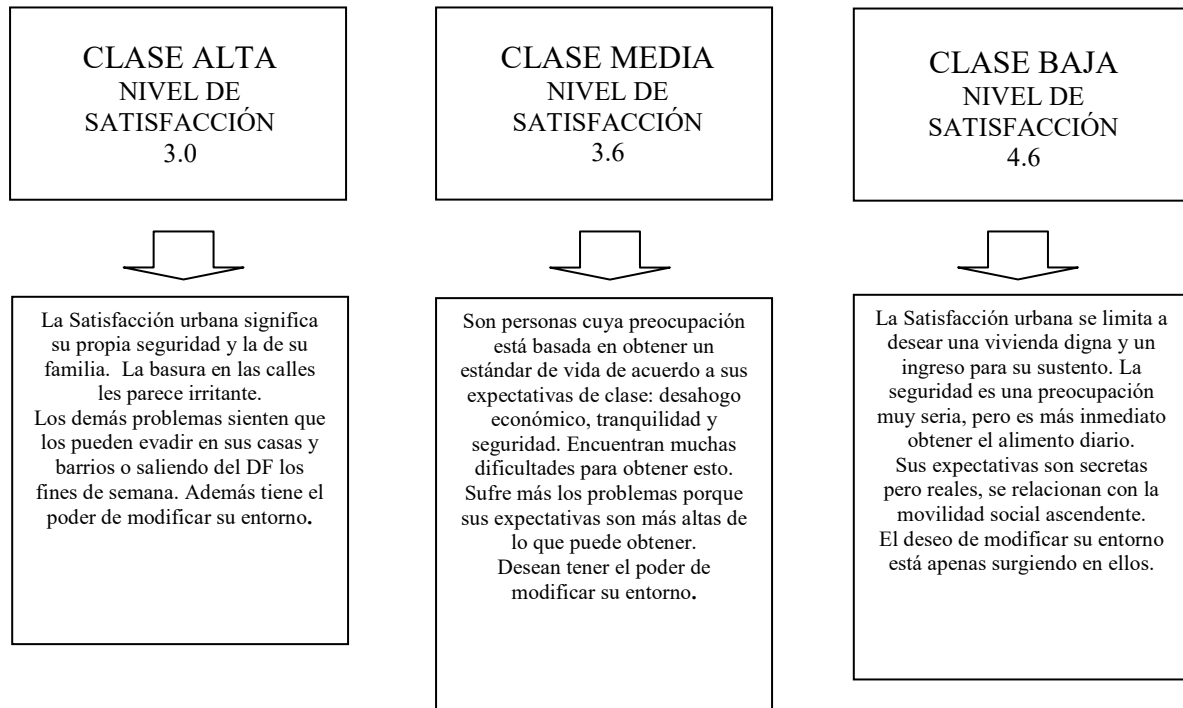 CLASE ALTA
NIVEL DE
SATISFACCIÓN
3.0
CLASE MEDIA
NIVEL DE
SATISFACCIÓN
3.6
CLASE BAJA
NIVEL DE
SATISFACCIÓN
4.6
La Satisfacción urbana significa
su propia seguridad y la de su
familia.  La basura en las calles
les parece irritante.
Los demás problemas sienten que
los pueden evadir en sus casas y
barrios o saliendo del DF los
fines de semana. Además tiene el
poder de modificar su entorno.
Son personas cuya preocupación
está basada en obtener un
estándar de vida de acuerdo a sus
expectativas de clase: desahogo
económico, tranquilidad y
seguridad. Encuentran muchas
dificultades para obtener esto.
Sufre más los problemas porque
sus expectativas son más altas de
lo que puede obtener.
Desean tener el poder de
modificar su entorno.
La Satisfacción urbana se limita a
desear una vivienda digna y un
ingreso para su sustento. La
seguridad es una preocupación
muy seria, pero es más inmediato
obtener el alimento diario.
Sus expectativas son secretas
pero reales, se relacionan con la
movilidad social ascendente.
El deseo de modificar su entorno
está apenas surgiendo en ellos.